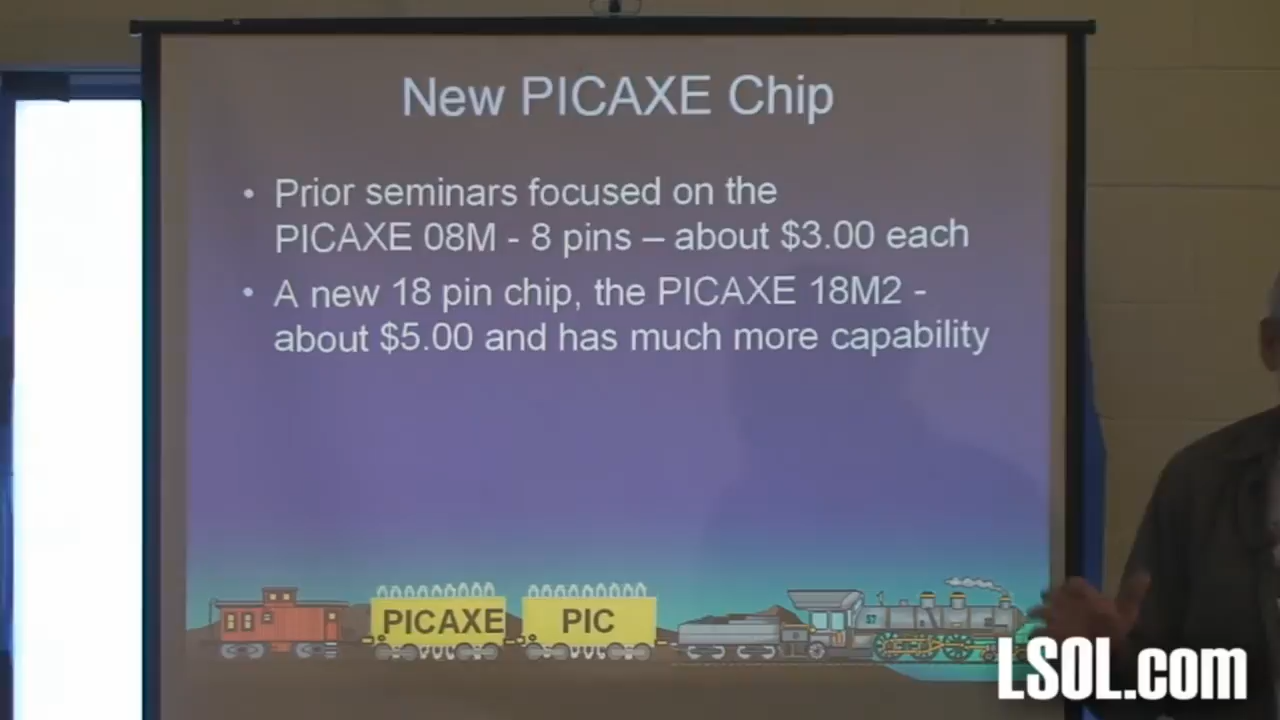 New PICAXE Chip
• Prior seminars focused on the
PICAXE 08M - 8 pins – about $3.00 each
• A new 18 pin chip, the PICAXE 18M2 -
about $5.00 and has much more capability
PICAXE
PIC
LSOL.com